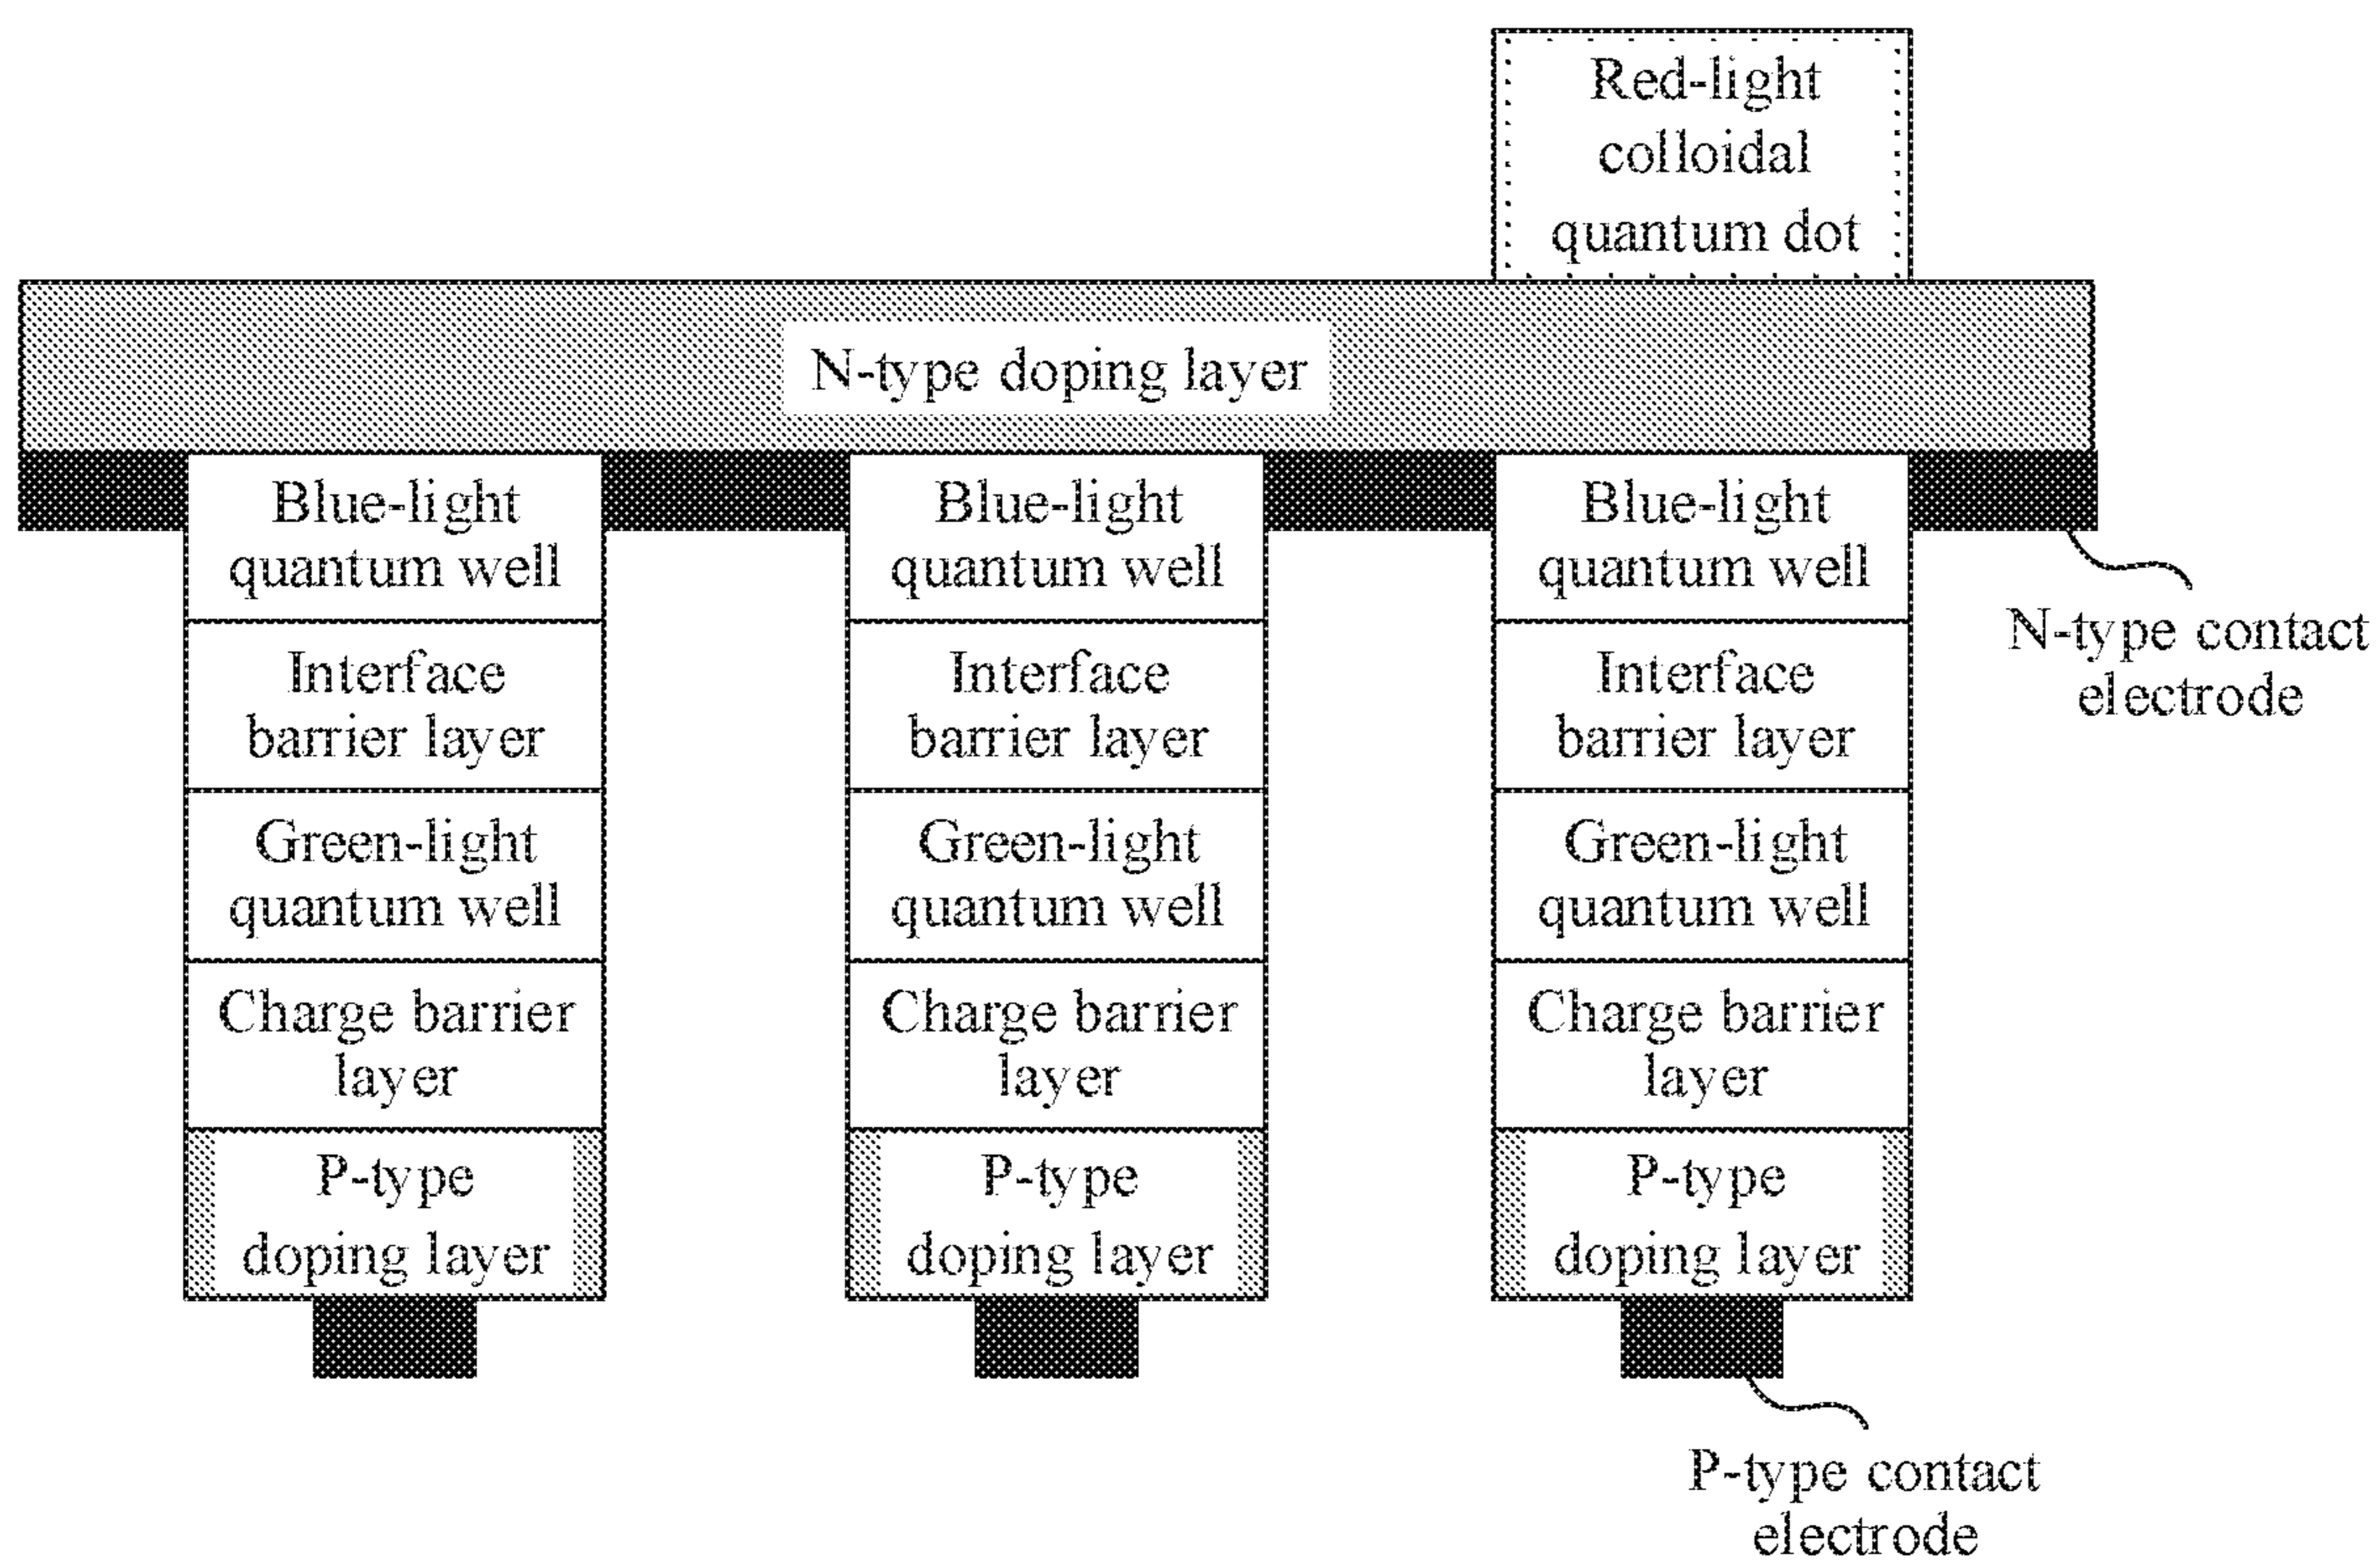 Red-light
colloidal
quantum dot
N-type doping layer
Blue-light
quantum well
Interface
barrier layer
Green-light
quantum well
Charge barrier
layer
P-type
doping layer
Blue-light
quantum well
Interface
barrier layer
Green-light
quantum well
Charge barrier
layer
P-type
doping layer
Blue-light
quantum well
Interface
barrier layer
Green-light
quantum well
Charge barrier
layer
P-type
doping layer
N-type contact
electrode
P-type contact
electrode